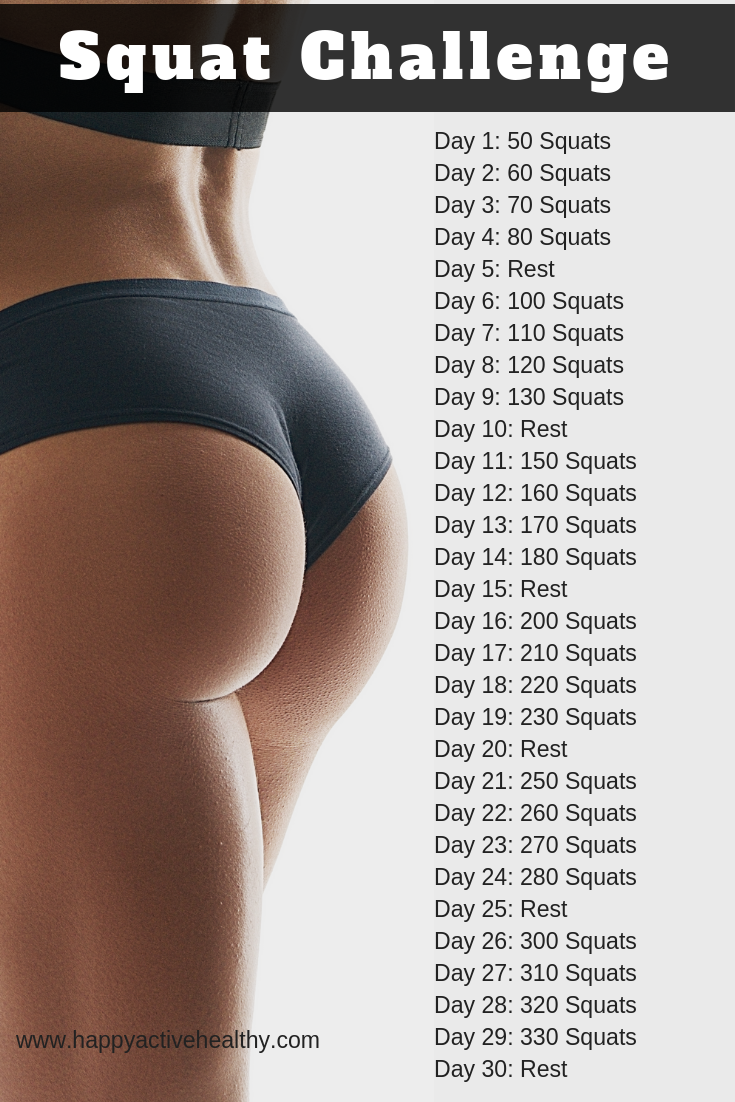 Squat Challenge
Day 1: 50 Squats
Day 2: 60 Squats
Day 3: 70 Squats
Day 4: 80 Squats
Day 5: Rest
Day 6: 100 Squats
Day 7: 110 Squats
Day 8: 120 Squats
Day 9: 130 Squats
Day 10: Rest
Day 11: 150 Squats
Day 12: 160 Squats
Day 13: 170 Squats
Day 14: 180 Squats
Day 15: Rest
Day 16: 200 Squats
Day 17: 210 Squats
Day 18: 220 Squats
Day 19: 230 Squats
Day 20: Rest
Day 21: 250 Squats
Day 22: 260 Squats
Day 23: 270 Squats
Day 24: 280 Squats
Day 25: Rest
Day 26: 300 Squats
Day 27: 310 Squats
Day 28: 320 Squats
Day 29: 330 Squats
Day 30: Rest
www.happyactivehealthy.com